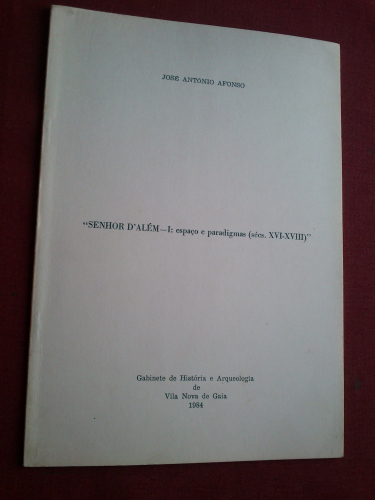 JOSÉ ANTÓNIO AFONSO
"SENHOR D'ALÉM—I: espaço e paradigmas (sécs. XVI-XVIII)"
Gabinete de História e Arqueologia
de
Vila Nova de Gaia
1984